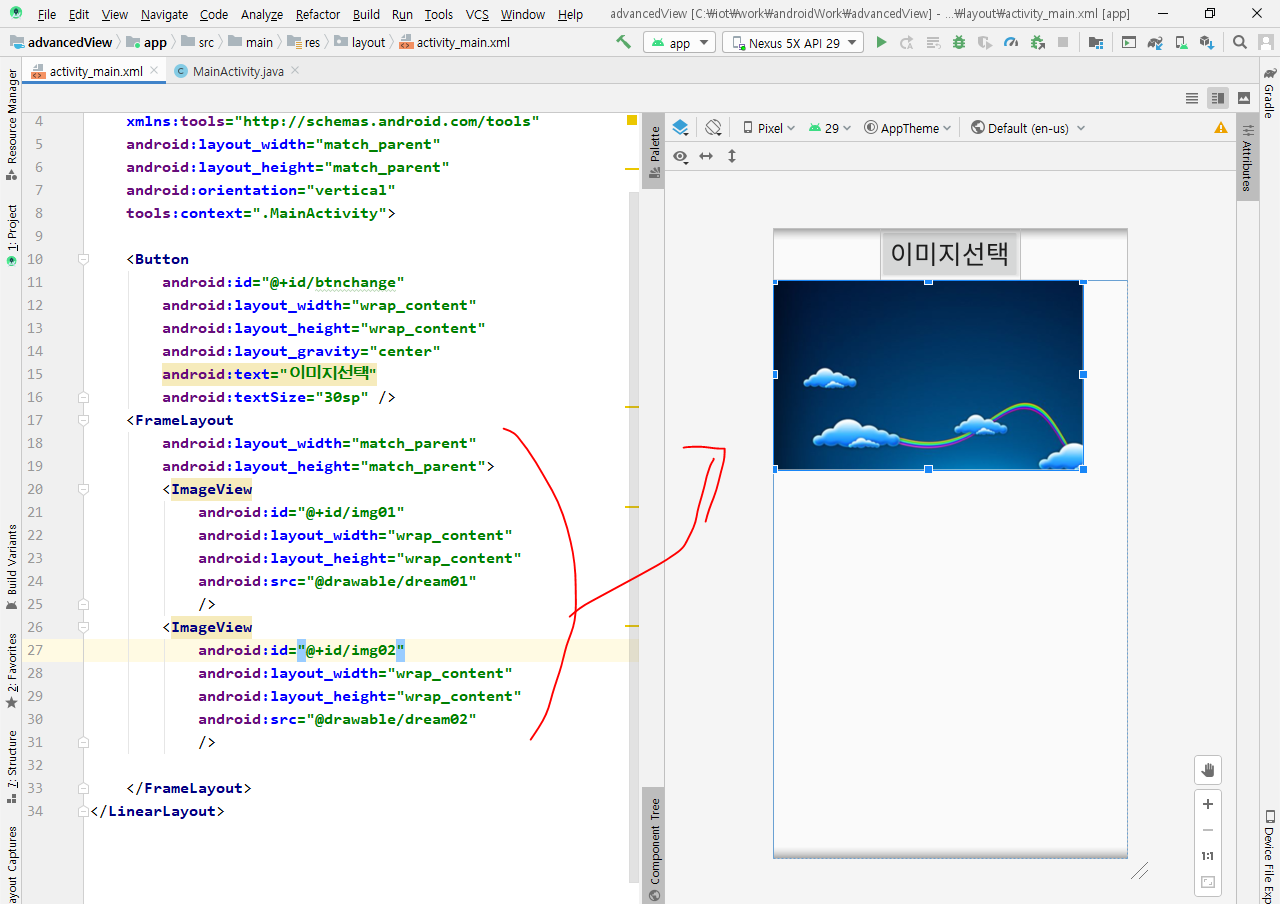 File Edit View Navigate Code Analyze Refactor Build Run Tools VCS Window Help advancedView [C:₩iot₩work₩androidWork₩advancedView] - ...₩layout₩activity_main.xml [app]
advancedView app src main res layout activity_main.xml app Nexus 5X API 29
activity_main.xml MainActivity.java
Resource Manager
1: Project
Build Variants
2: Favorites
7: Structure
ayout Captures
4 xmlns:tools="http://schemas.android.com/tools"
5 android:layout_width="match_parent"
6 android:layout_height="match_parent"
7 android:orientation="vertical"
8 tools:context=".MainActivity">
9
10 <Button
11 android:id="@+id/btnchange"
12 android:layout_width="wrap_content"
13 android:layout_height="wrap_content"
14 android:layout_gravity="center"
15 android:text="이미지선택"
16 android:textSize="30sp" />
17 <FrameLayout
18 android:layout_width="match_parent"
19 android:layout_height="match_parent">
20 <ImageView
21 android:id="@+id/img01"
22 android:layout_width="wrap_content"
23 android:layout_height="wrap_content"
24 android:src="@drawable/dream01"
25 />
26 <ImageView
27 android:id="@+id/img02"
28 android:layout_width="wrap_content"
29 android:layout_height="wrap_content"
30 android:src="@drawable/dream02"
31 />
32
33 </FrameLayout>
34 </LinearLayout>
Palette
Component Tree
Pixel 29 AppTheme Default (en-us)
이미지선택
1:1
Attributes
Gradle
Device File Exp